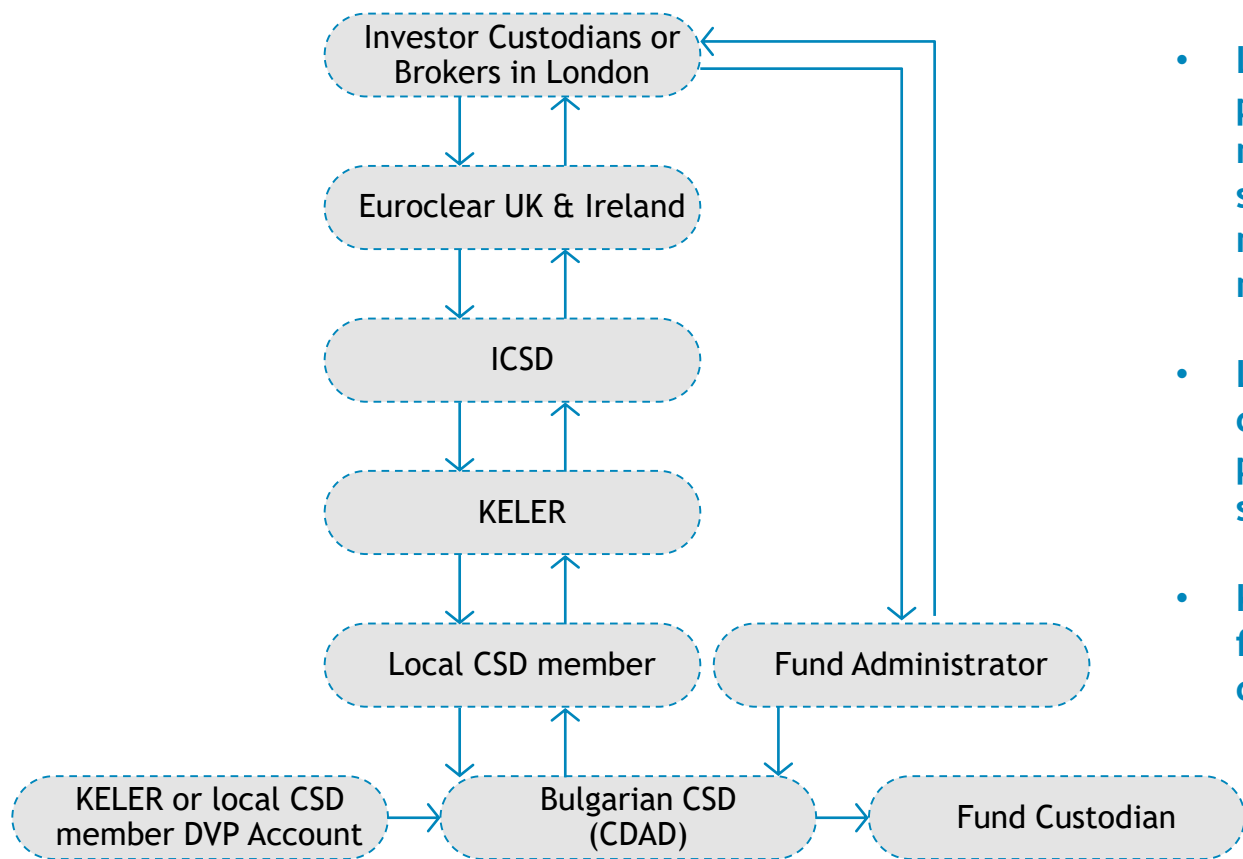 Investor Custodians or
Brokers in London
Euroclear UK & Ireland
ICSD
KELER
Local CSD member
Fund Administrator
KELER or local CSD
member DVP Account
Bulgarian CSD
(CDAD)
Fund Custodian
•
•
•